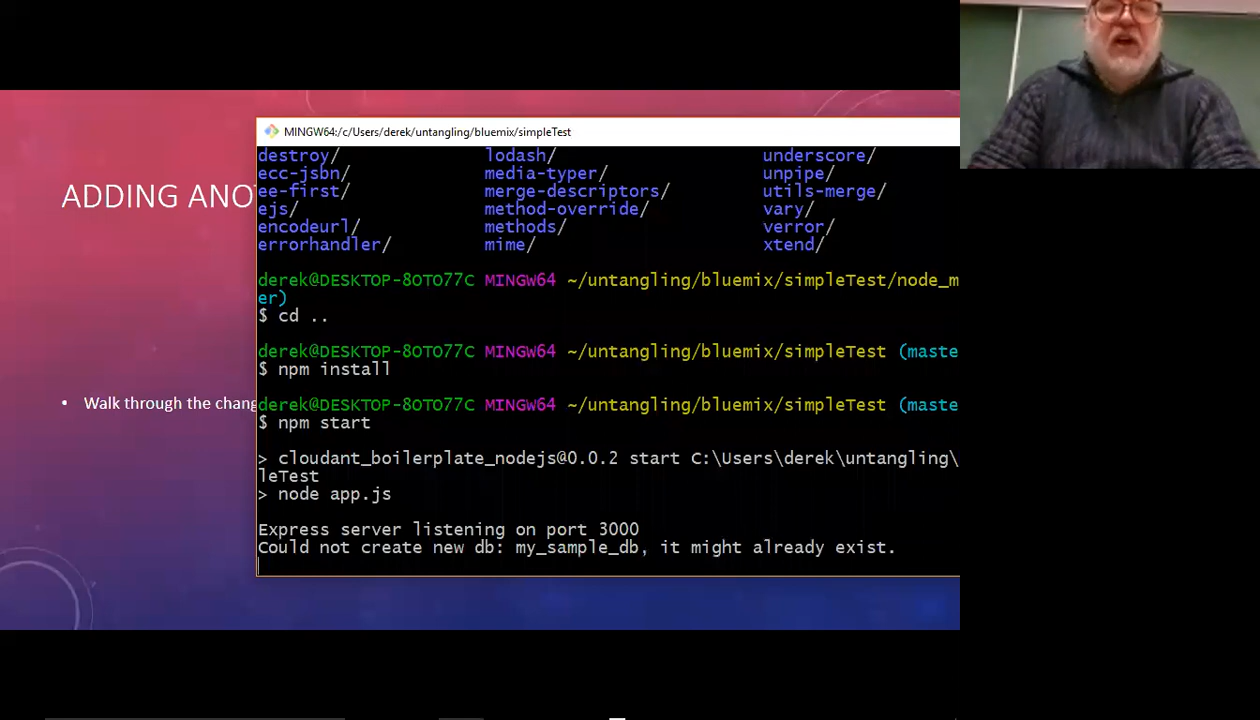 ADDING ANO
• Walk through the chang
MINGW64:/c/Users/derek/untangling/bluemix/simpleTest
destroy/ lodash/ underscore/
ecc-jsbn/ media-typer/ unpipe/
ee-first/ merge-descriptors/ utils-merge/
ejs/ method-override/ vary/
encodeurl/ methods/ verror/
errorhandler/ mime/ xtend/
derek@DESKTOP-8OTO77C MINGW64 ~/untangling/bluemix/simpleTest/node_m
er)
$ cd ..
derek@DESKTOP-8OTO77C MINGW64 ~/untangling/bluemix/simpleTest (maste
$ npm install
derek@DESKTOP-8OTO77C MINGW64 ~/untangling/bluemix/simpleTest (maste
$ npm start
> cloudant_boilerplate_nodejs@0.0.2 start C:\Users\derek\untangling\
leTest
> node app.js
Express server listening on port 3000
Could not create new db: my_sample_db, it might already exist.